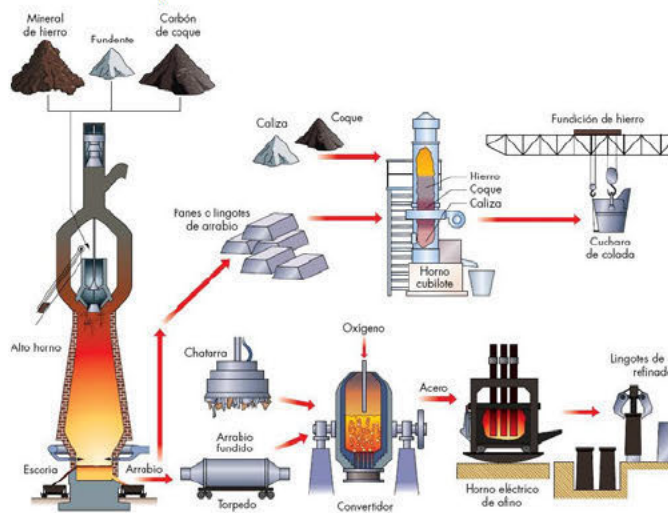 Mineral
de hierro
Fundente
Carbón
de coque
Caliza
Coque
Fundición de hierro
Hierro
Coque
Caliza
Panes o lingotes
de arrabio
Cuchara
de colada
Horno
cubilote
Alto horno
Oxígeno
Chatarra
Acero
Lingotes de
refinado
Arrabio
fundido
Escoria
Arrabio
Torpedo
Convertidor
Horno eléctrico
de afino